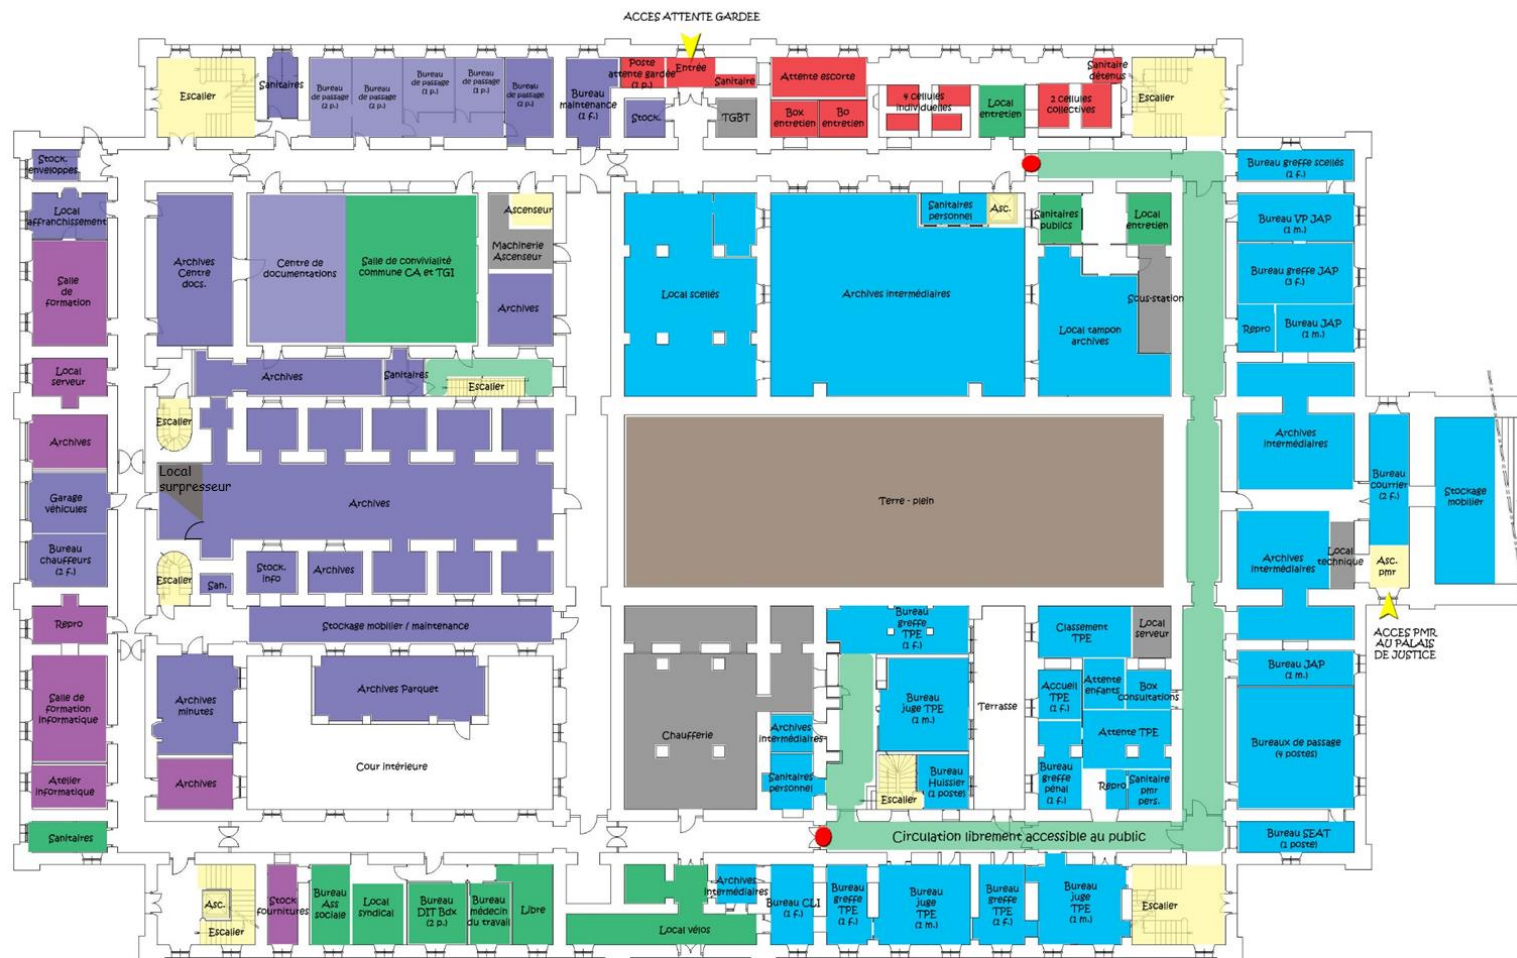 ACCES ATTENTE GARDEE
Escalier
Sanitaires
Bureau
de passage
(2 p.)
Bureau
de passage
(2 p.)
Bureau
de passage
(2 p.)
Bureau
de passage
(2 p.)
Bureau
de passage
(2 p.)
Bureau
maintenance
(1 f.)
Poste
attente gardée
(1 p.)
Entrée
Sanitaire
Stock.
TGBT
Attente escorte
Box
entretien
Bo
entretien
4 cellules
individuelles
Local
entretien
2 cellules
collectives
Sanitaire
détenus
Escalier
Stock.
enveloppes
Bureau greffe scellés
(1 f.)
Local
affranchissement
Archives
Centre
docs.
Centre de
documentations
Salle de convivialité
commune CA et TGI
Ascenseur
Machinerie
Ascenseur
Archives
Local scellés
Archives intermédiaires
Sanitaires
personnel
Asc.
Sanitaires
publics
Local
entretien
Sous-station
Local tampon
archives
Bureau VP JAP
(1 m.)
Bureau greffe JAP
(3 f.)
Repro
Bureau JAP
(1 m.)
Salle
de
formation
Local
serveur
Archives
Sanitaires
Escalier
Escalier
Archives
Local
surpresseur
Archives
Garage
véhicules
Bureau
chauffeurs
(2 f.)
Terre - plein
Archives
intermédiaires
Bureau
courrier
(2 f.)
Stockage
mobilier
Archives
intermédiaires
Local
technique
Asc.
pmr
ACCES PMR
AU PALAIS
DE JUSTICE
Escalier
San.
Stock.
info
Archives
Repro
Stockage mobilier / maintenance
Bureau
greffe
TPE
(1 f.)
Classement
TPE
Local
serveur
Salle de
formation
informatique
Archives
minutes
Archives Parquet
Cour intérieure
Chaufferie
Archives
intermédiaires
Sanitaires
personnel
Bureau
juge TPE
(1 m.)
Terrasse
Accueil
TPE
(1 f.)
Attente
enfants
Box
consultations
Attente TPE
Bureau
greffe
pénal
(1 f.)
Repro
Sanitaire
pmr
pers.
Bureau
Huissier
(1 poste)
Escalier
Bureau JAP
(1 m.)
Bureaux de passage
(4 postes)
Atelier
informatique
Archives
Sanitaires
Circulation librement accessible au public
Bureau SEAT
(1 poste)
Asc.
Escalier
Stock
fournitures
Bureau
Ass
sociale
Local
syndical
Bureau
DIT Bdx
(2 p.)
Bureau
médecin
du travail
Libre
Local vélos
Archives
intermédiaires
Bureau CLI
(1 f.)
Bureau
greffe
TPE
(1 f.)
Bureau
juge
TPE
(1 m.)
Bureau
greffe
TPE
(1 f.)
Bureau
juge
TPE
(1 m.)
Escalier